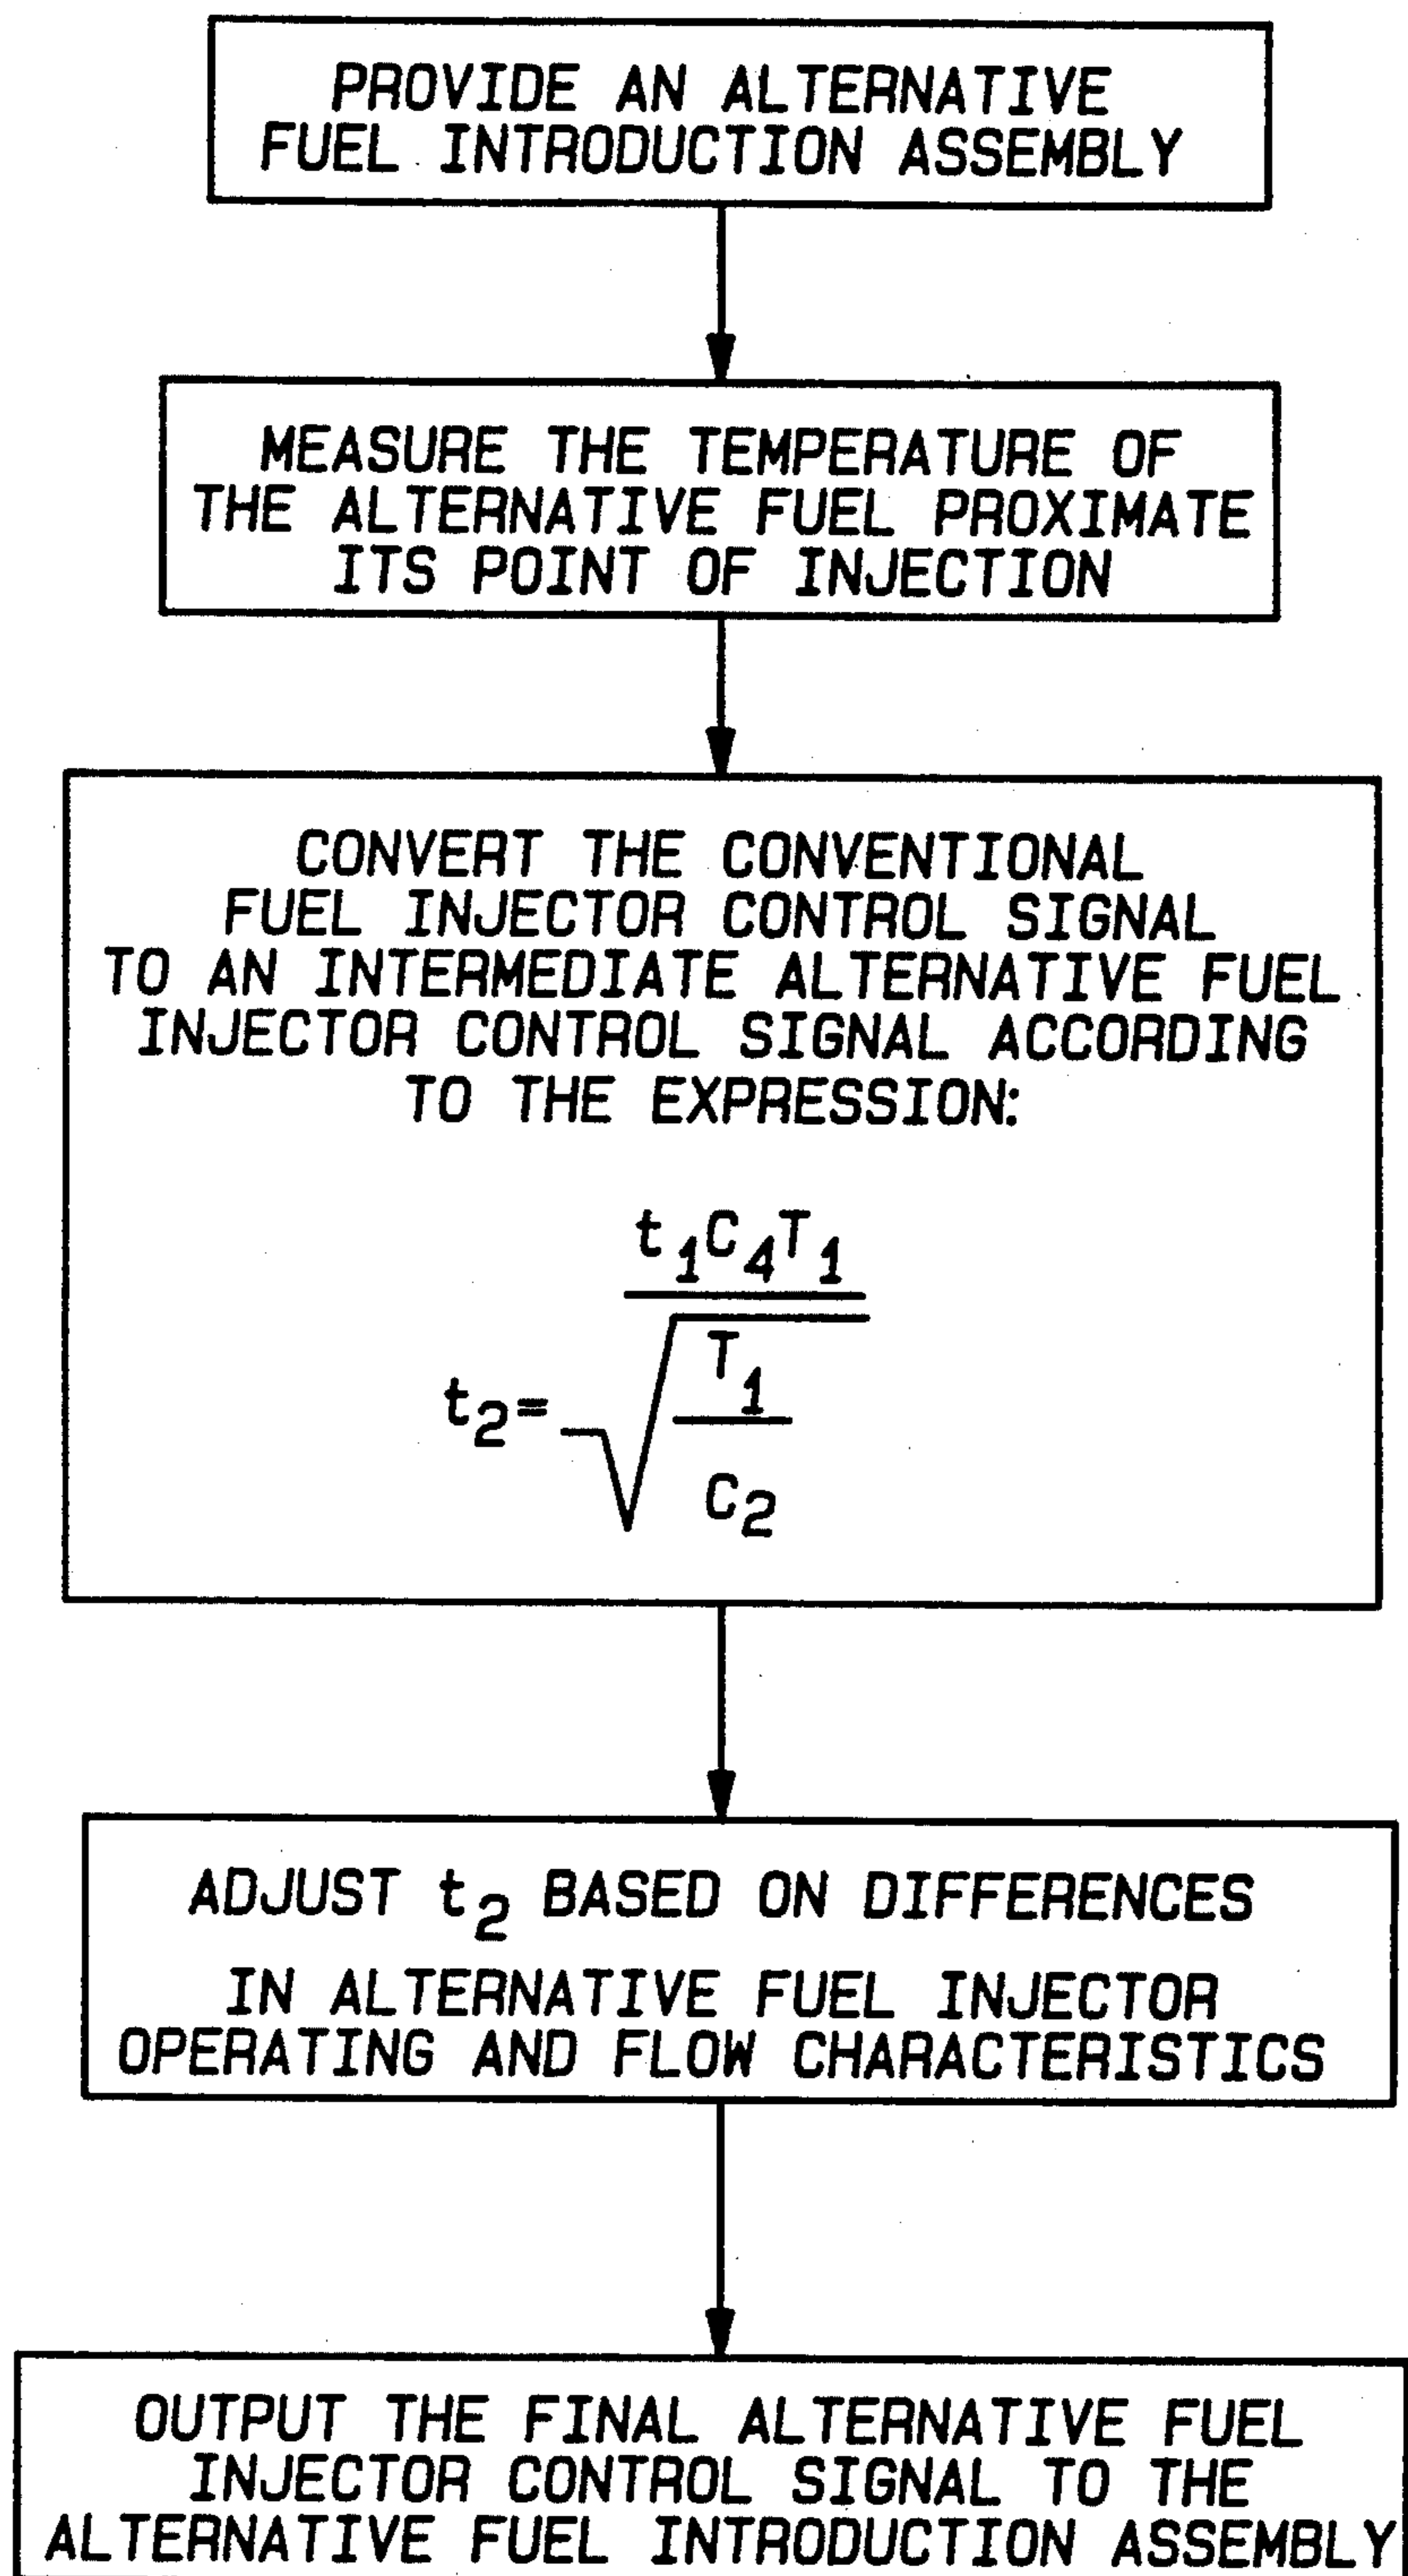 PROVIDE AN ALTERNATIVE
FUEL INTRODUCTION ASSEMBLY
MEASURE THE TEMPERATURE OF
THE ALTERNATIVE FUEL PROXIMATE
ITS POINT OF INJECTION
CONVERT THE CONVENTIONAL
FUEL INJECTOR CONTROL SIGNAL
TO AN INTERMEDIATE ALTERNATIVE FUEL
INJECTOR CONTROL SIGNAL ACCORDING
TO THE EXPRESSION:
t₁C₄T₁
T₁
t₂= √
C₂
ADJUST t₂ BASED ON DIFFERENCES
IN ALTERNATIVE FUEL INJECTOR
OPERATING AND FLOW CHARACTERISTICS
OUTPUT THE FINAL ALTERNATIVE FUEL
INJECTOR CONTROL SIGNAL TO THE
ALTERNATIVE FUEL INTRODUCTION ASSEMBLY